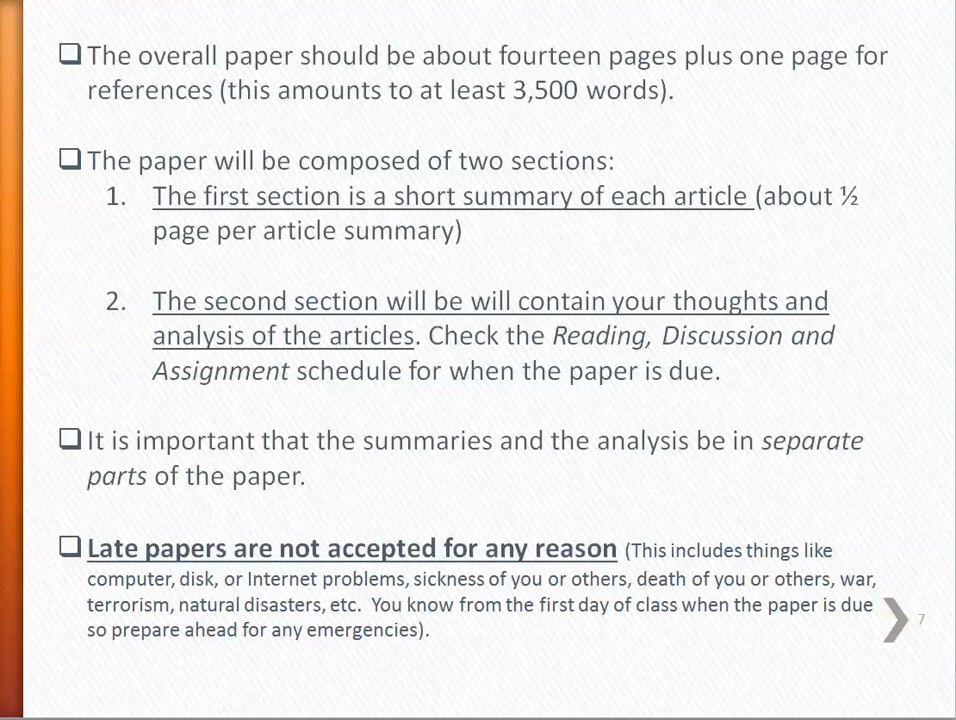 ❑ The overall paper should be about fourteen pages plus one page for
references (this amounts to at least 3,500 words).
❑ The paper will be composed of two sections:
1. The first section is a short summary of each article (about ½
page per article summary)
2. The second section will be will contain your thoughts and
analysis of the articles. Check the Reading, Discussion and
Assignment schedule for when the paper is due.
❑ It is important that the summaries and the analysis be in separate
parts of the paper.
❑ Late papers are not accepted for any reason (This includes things like
computer, disk, or Internet problems, sickness of you or others, death of you or others, war,
terrorism, natural disasters, etc. You know from the first day of class when the paper is due
so prepare ahead for any emergencies).
7